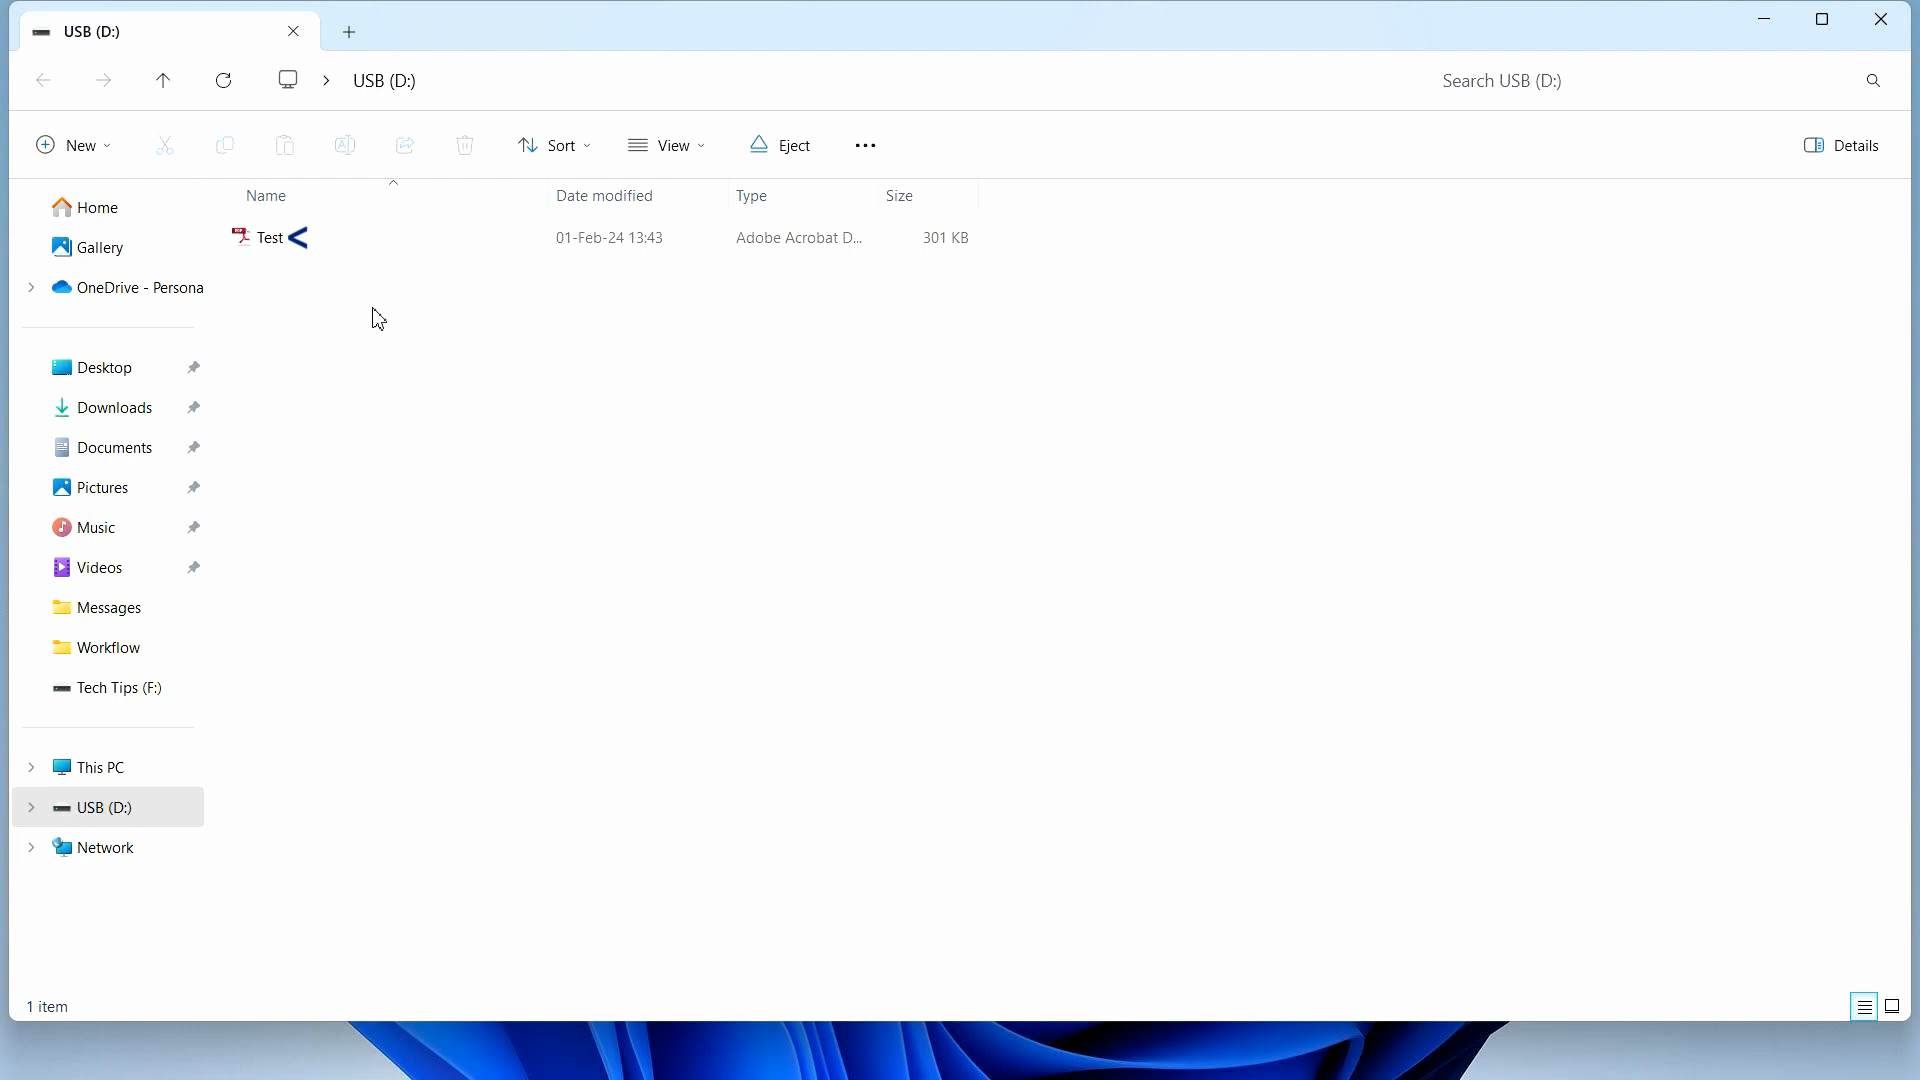 USB (D:)
USB (D:)
Search USB (D:)
New
Sort
View
Eject
Details
Name
Date modified
Type
Size
Test
01-Feb-24 13:43
Adobe Acrobat D...
301 KB
Home
Gallery
OneDrive - Persona
Desktop
Downloads
Documents
Pictures
Music
Videos
Messages
Workflow
Tech Tips (F:)
This PC
USB (D:)
Network
1 item